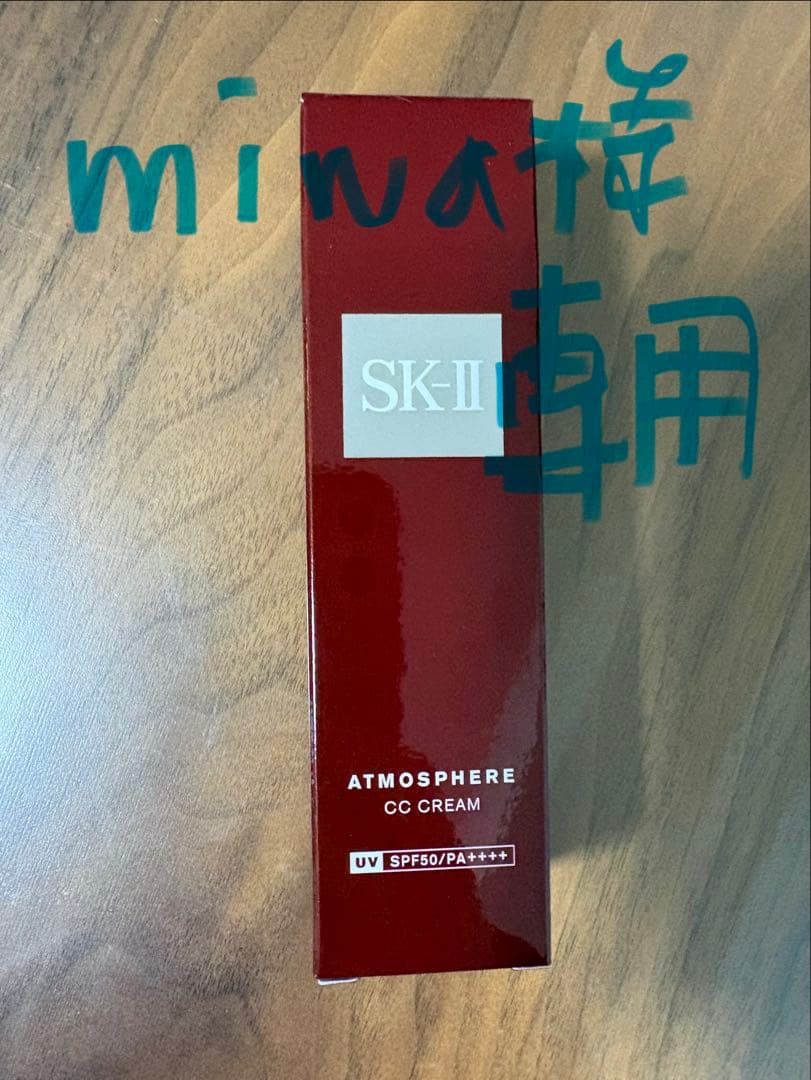 mina様
専用
SK-II
ATMOSPHERE
CC CREAM
UV SPF50/PA++++